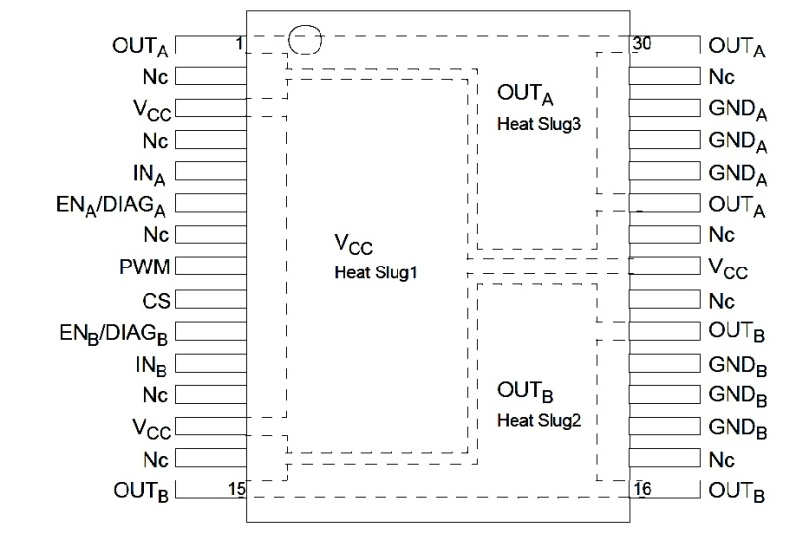 OUTA 1 30 OUTA
Nc Nc
VCC OUTA GNDA
Heat Slug3
Nc GNDA
INA GNDA
ENA/DIAGA OUTA
Nc Nc
VCC
Heat Slug1
PWM VCC
CS Nc
ENB/DIAGB OUTB
INB GNDB
Nc OUTB GNDB
Heat Slug2
VCC GNDB
Nc Nc
OUTB 15 16 OUTB